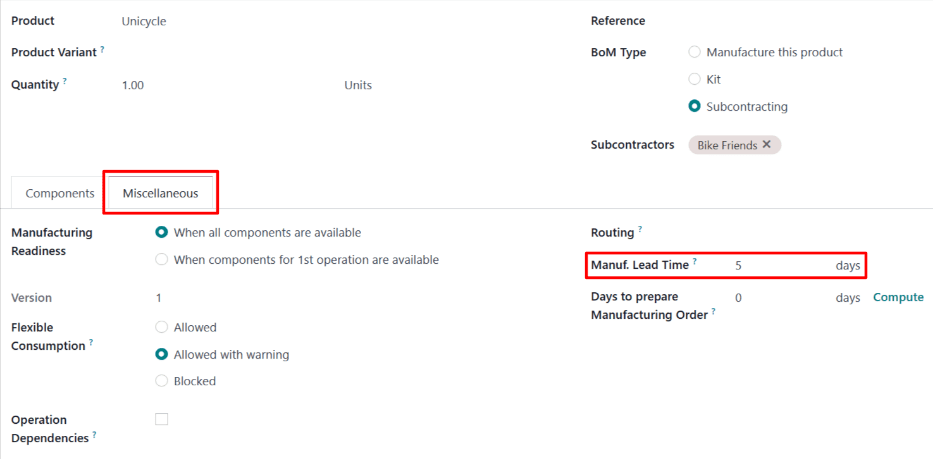 Product Unicycle Reference
Product Variant ? BoM Type Manufacture this product
Quantity ? 1.00 Units Kit
Subcontracting
Subcontractors Bike Friends ✕
Components Miscellaneous
Manufacturing Readiness When all components are available Routing ?
When components for 1st operation are available Manuf. Lead Time ? 5 days
Version 1 Days to prepare Manufacturing Order ? 0 days Compute
Flexible Consumption ? Allowed
Allowed with warning
Blocked
Operation Dependencies ?